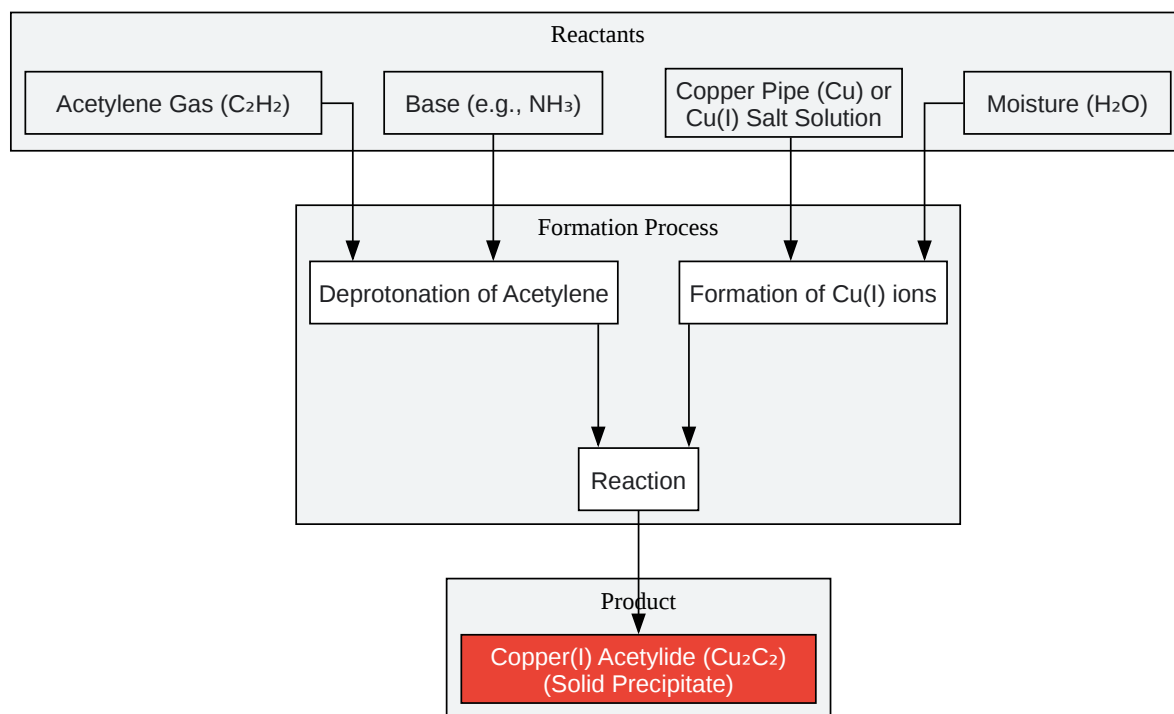 Reactants
Acetylene Gas (C₂H₂)
Base (e.g., NH₃)
Copper Pipe (Cu) or
Cu(I) Salt Solution
Moisture (H₂O)
Formation Process
Deprotonation of Acetylene
Formation of Cu(I) ions
Reaction
Product
Copper(I) Acetylide (Cu₂C₂)
(Solid Precipitate)